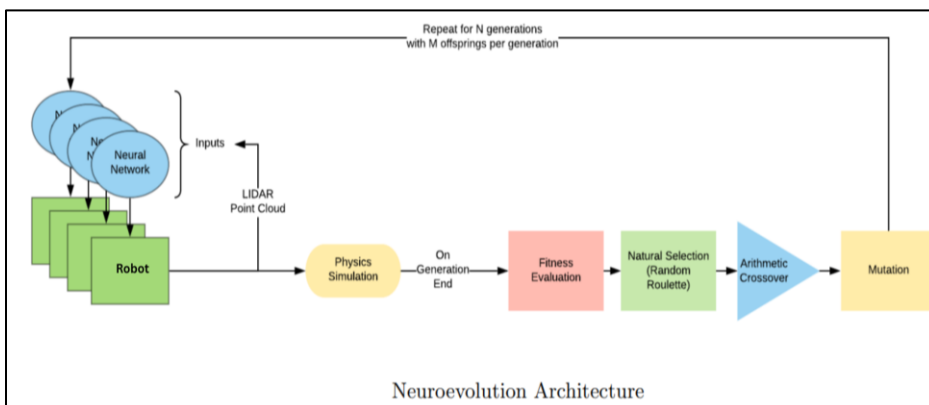 Repeat for N generations
with M offsprings per generation
N
N
Ne
N
Neural
Network
Inputs
LIDAR
Point Cloud
Robot
Physics
Simulation
On
Generation
End
Fitness
Evaluation
Natural Selection
(Random
Roulette)
Arithmetic
Crossover
Mutation
Neuroevolution Architecture